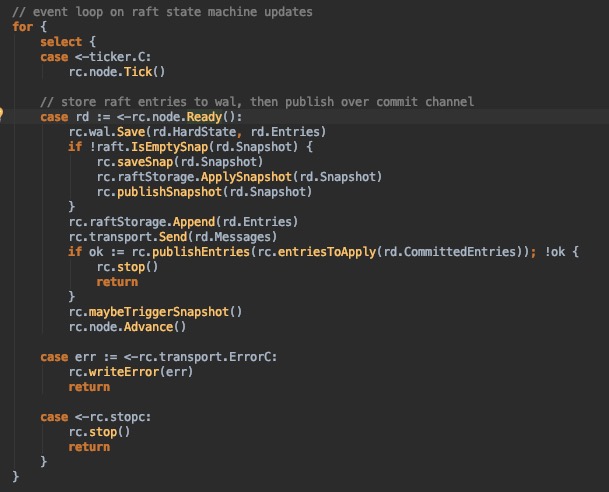 // event loop on raft state machine updates
for {
    select {
    case <-ticker.C:
        rc.node.Tick()

    // store raft entries to wal, then publish over commit channel
    case rd := <-rc.node.Ready():
        rc.wal.Save(rd.HardState, rd.Entries)
        if !raft.IsEmptySnap(rd.Snapshot) {
            rc.saveSnap(rd.Snapshot)
            rc.raftStorage.ApplySnapshot(rd.Snapshot)
            rc.publishSnapshot(rd.Snapshot)
        }
        rc.raftStorage.Append(rd.Entries)
        rc.transport.Send(rd.Messages)
        if ok := rc.publishEntries(rc.entriesToApply(rd.CommittedEntries)); !ok {
            rc.stop()
            return
        }
        rc.maybeTriggerSnapshot()
        rc.node.Advance()

    case err := <-rc.transport.ErrorC:
        rc.writeError(err)
        return

    case <-rc.stopc:
        rc.stop()
        return
    }
}